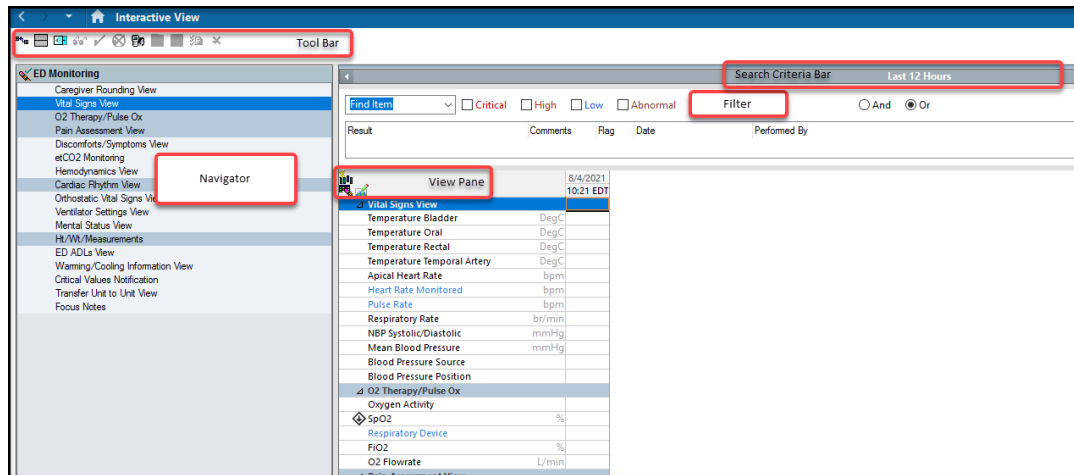 Interactive View
Tool Bar
ED Monitoring
Caregiver Rounding View
Vital Signs View
O2 Therapy/Pulse Ox
Pain Assessment View
Discomforts/Symptoms View
etCO2 Monitoring
Hemodynamics View
Cardiac Rhythm View
Orthostatic Vital Signs
Ventilator Settings View
Mental Status View
Ht/Wt/Measurements
ED ADLs View
Warming/Cooling Information View
Critical Values Notification
Transfer Unit to Unit View
Focus Notes
Navigator
Search Criteria Bar Last 12 Hours
Find Item Critical High Low Abnormal Filter And Or
Result Comments Flag Date Performed By
View Pane
8/4/2021
10:21 EDT
Vital Signs View
Temperature Bladder DegC
Temperature Oral DegC
Temperature Rectal DegC
Temperature Temporal Artery DegC
Apical Heart Rate bpm
Heart Rate Monitored bpm
Pulse Rate bpm
Respiratory Rate br/min
NBP Systolic/Diastolic mmHg
Mean Blood Pressure mmHg
Blood Pressure Source
Blood Pressure Position
O2 Therapy/Pulse Ox
Oxygen Activity
SpO2 %
Respiratory Device
FiO2 %
O2 Flowrate L/min